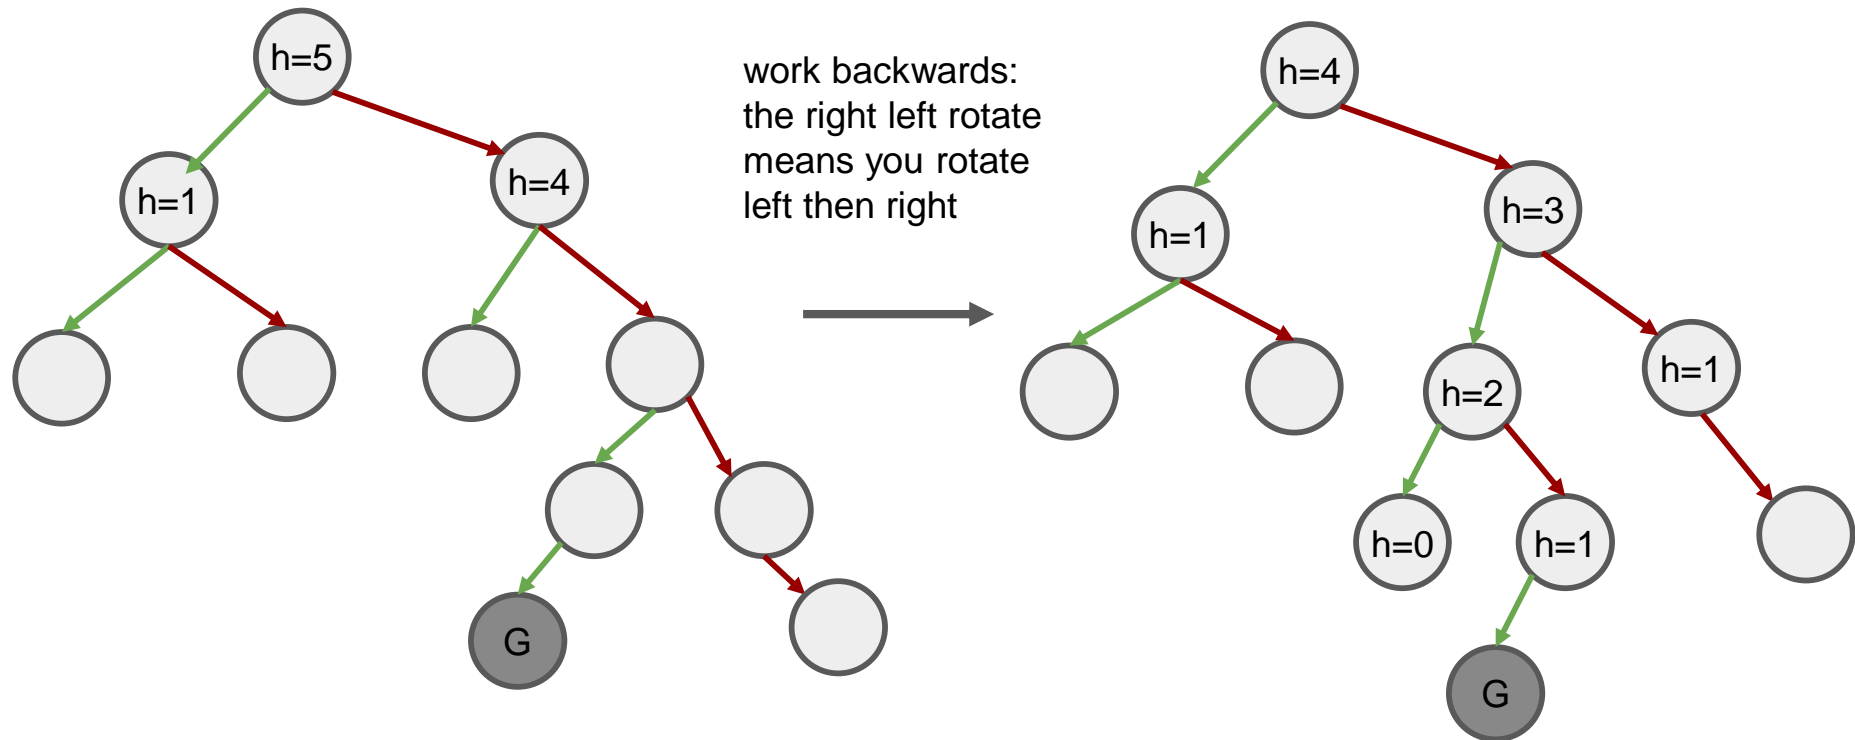 h=5
h=1
h=4
G
work backwards:
the right left rotate
means you rotate
left then right
h=4
h=1
h=3
h=2
h=1
h=0
h=1
G